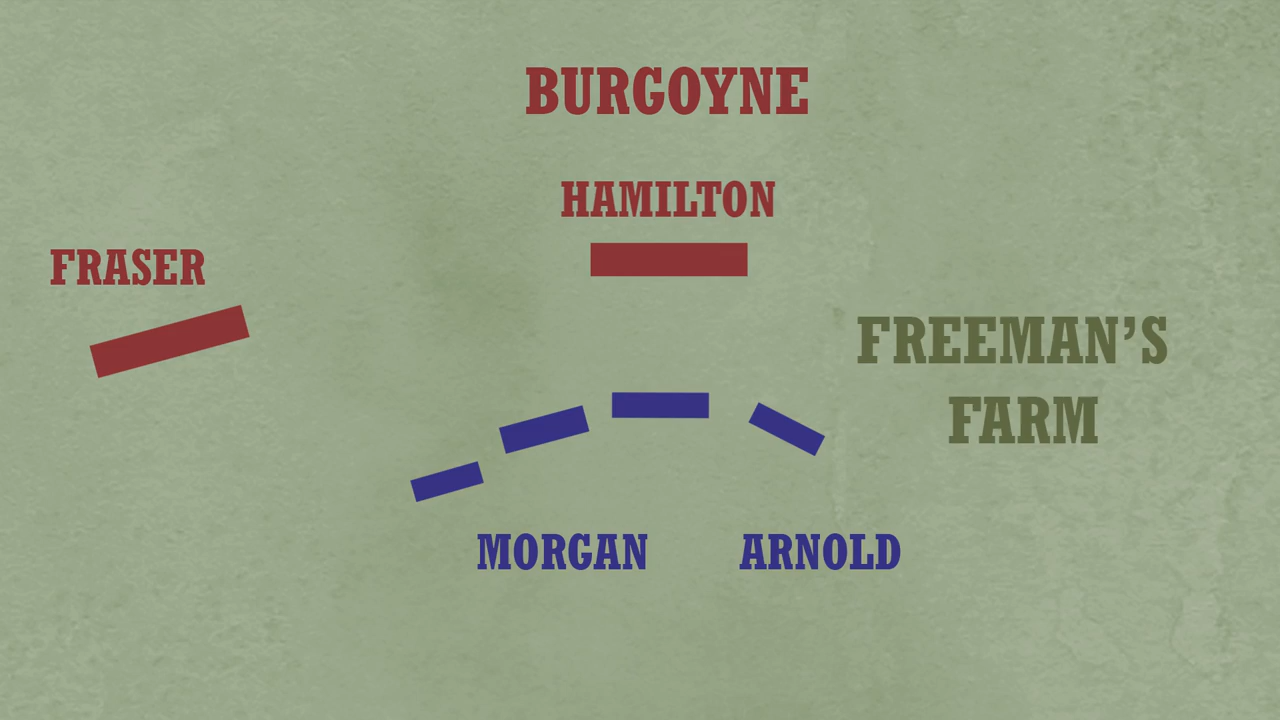 BURGOYNE
HAMILTON
FRASER
FREEMAN'S
FARM
MORGAN
ARNOLD